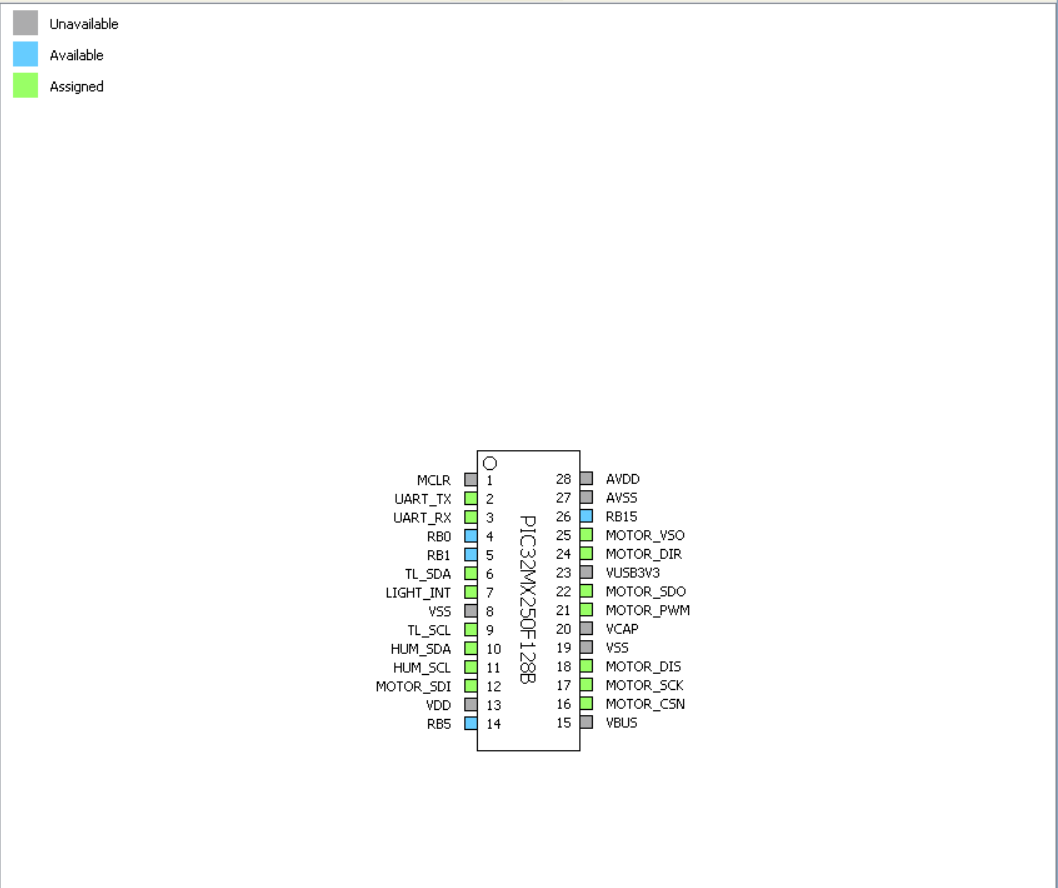 Unavailable
Available
Assigned
MCLR 1 28 AVDD
UART_TX 2 27 AVSS
UART_RX 3 26 RB15
RB0 4 25 MOTOR_VSO
RB1 5 24 MOTOR_DIR
TL_SDA 6 23 VUSB3V3
LIGHT_INT 7 22 MOTOR_SDO
VSS 8 21 MOTOR_PWM
TL_SCL 9 20 VCAP
HUM_SDA 10 19 VSS
HUM_SCL 11 18 MOTOR_DIS
MOTOR_SDI 12 17 MOTOR_SCK
VDD 13 16 MOTOR_CSN
RB5 14 15 VBUS
PIC32MX250F128B